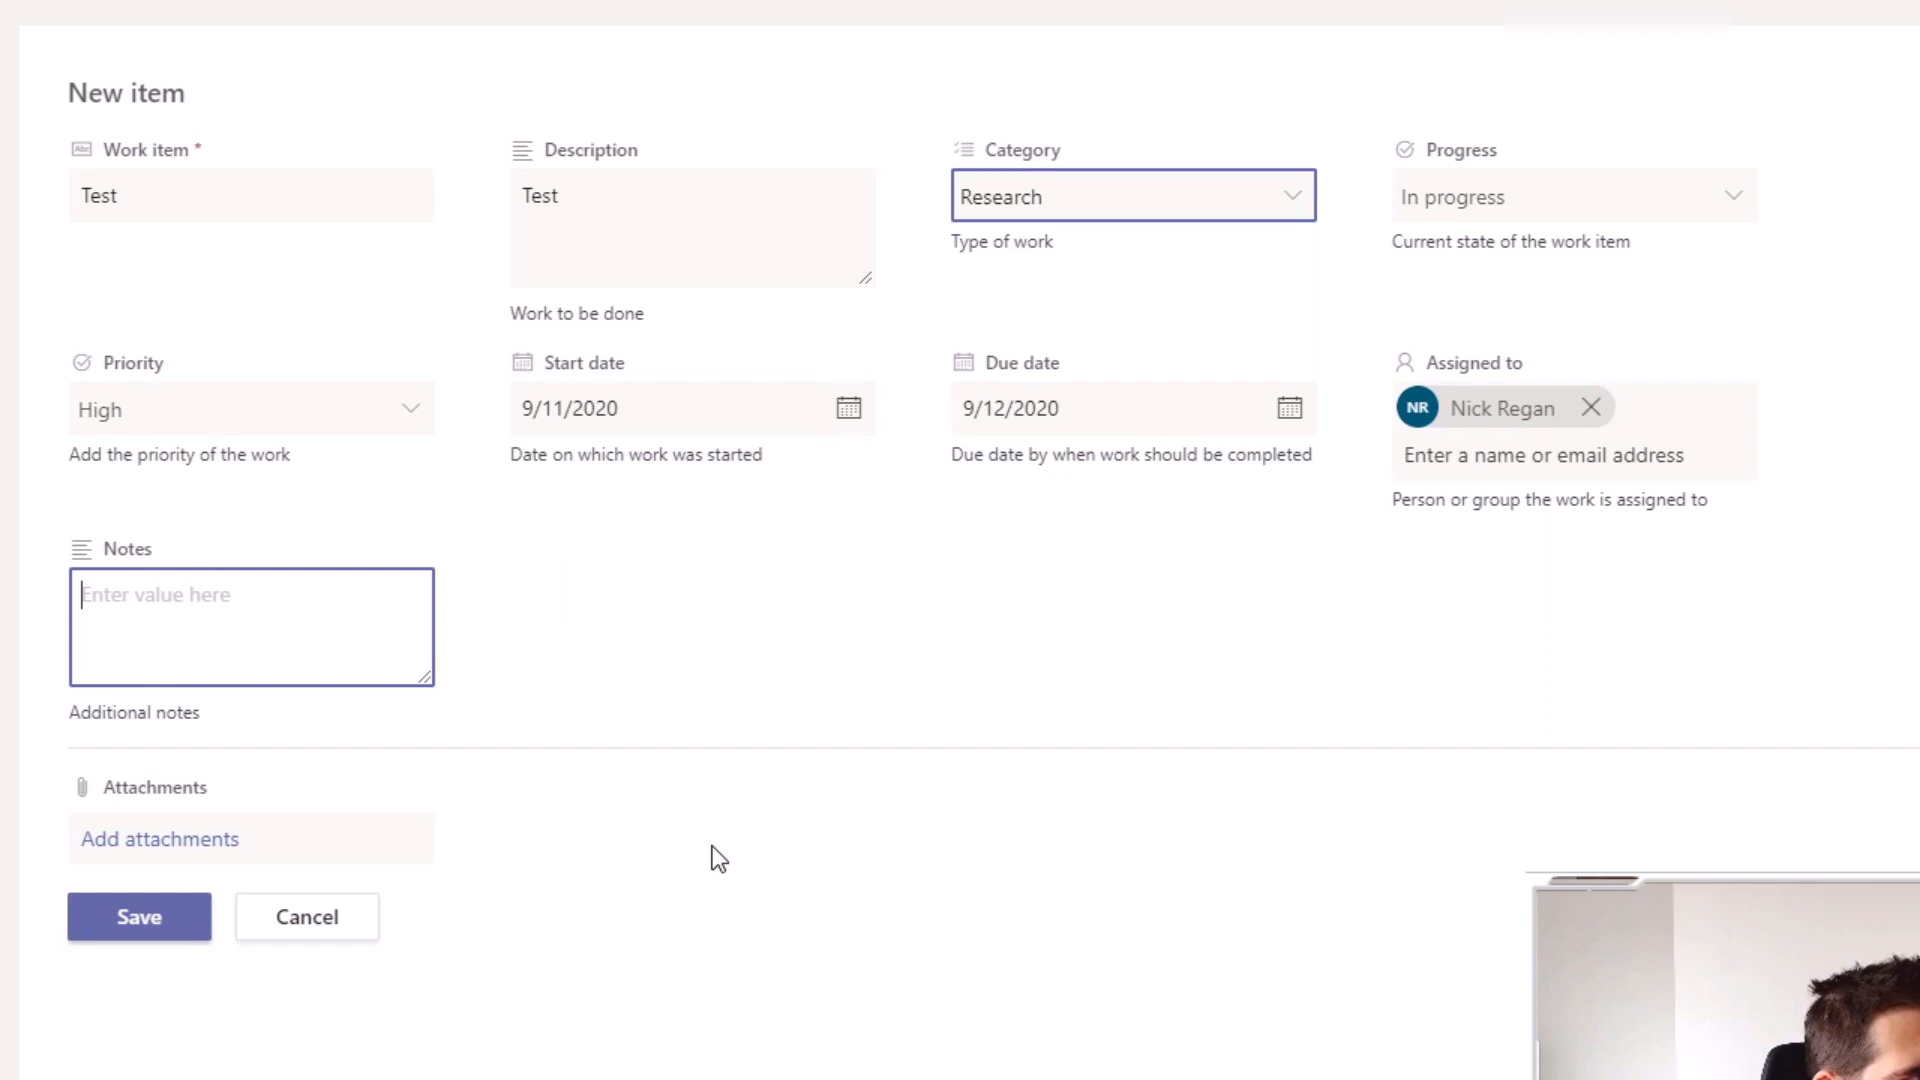 New item
Abc Work item *
Description
Category
Progress
Test
Test
Research
In progress
Type of work
Current state of the work item
Work to be done
Priority
Start date
Due date
Assigned to
High
9/11/2020
9/12/2020
NR Nick Regan
Enter a name or email address
Add the priority of the work
Date on which work was started
Due date by when work should be completed
Person or group the work is assigned to
Notes
Enter value here
Additional notes
Attachments
Add attachments
Save
Cancel